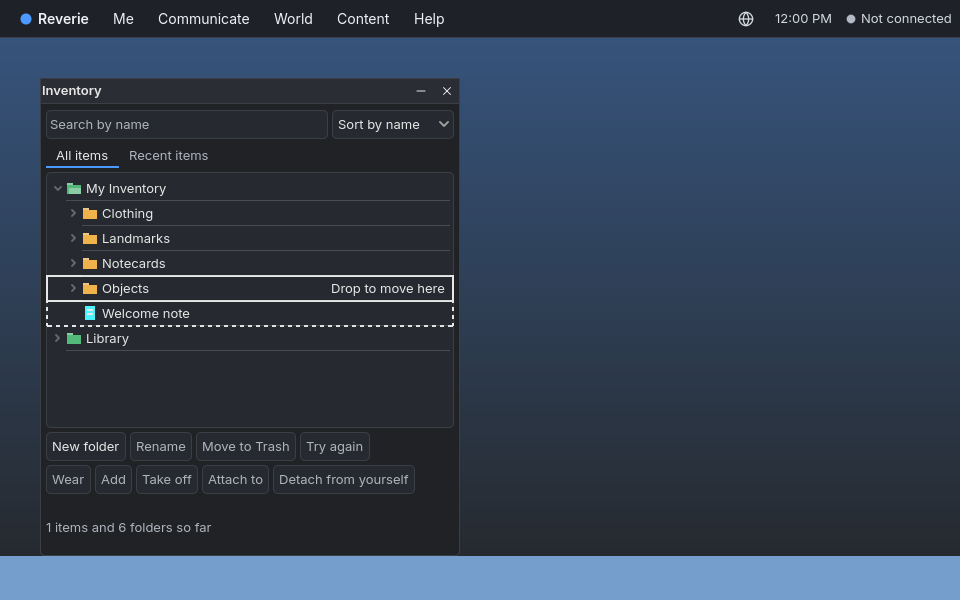 Reverie Me Communicate World Content Help 12:00 PM Not connected
Inventory
Search by name Sort by name
All items Recent items
My Inventory
Clothing
Landmarks
Notecards
Objects Drop to move here
Welcome note
Library
New folder Rename Move to Trash Try again
Wear Add Take off Attach to Detach from yourself
1 items and 6 folders so far